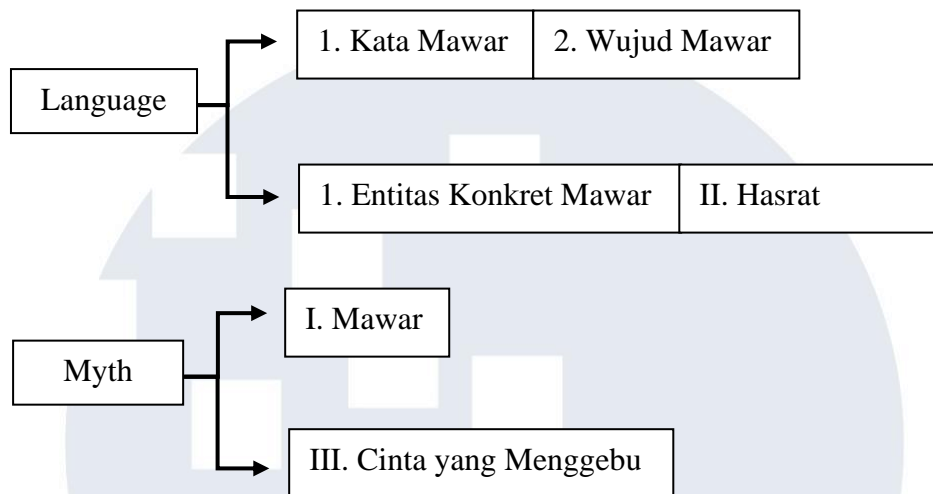 1. Kata Mawar 2. Wujud Mawar
Language
1. Entitas Konkret Mawar II. Hasrat
I. Mawar
Myth
III. Cinta yang Menggebu